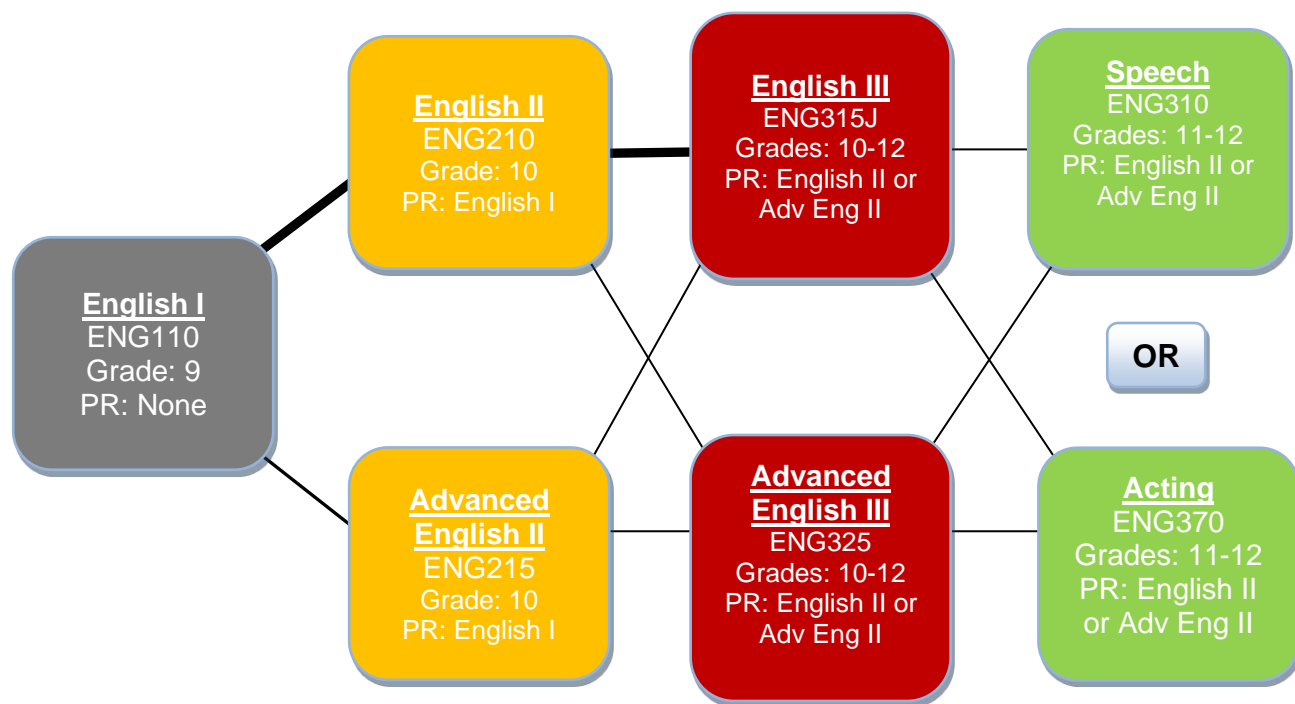 English I
ENG110
Grade: 9
PR: None
English II
ENG210
Grade: 10
PR: English I
Advanced
English II
ENG215
Grade: 10
PR: English I
English III
ENG315J
Grades: 10-12
PR: English II or
Adv Eng II
Advanced
English III
ENG325
Grades: 10-12
PR: English II or
Adv Eng II
Speech
ENG310
Grades: 11-12
PR: English II or
Adv Eng II
OR
Acting
ENG370
Grades: 11-12
PR: English II
or Adv Eng II